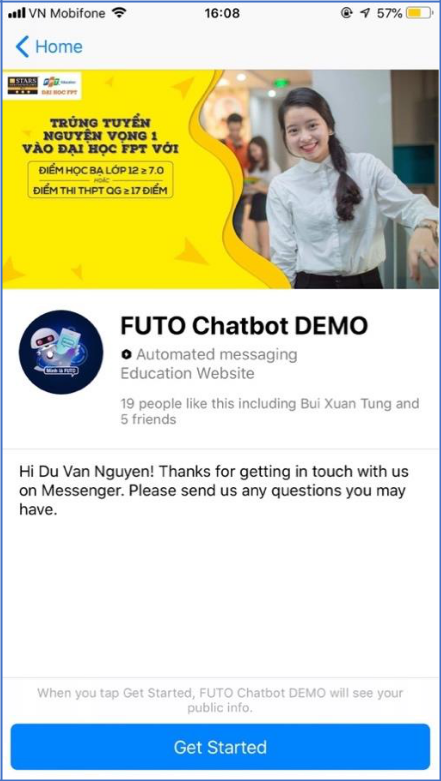 VN Mobifone 16:08 57%
Home
STARS
FPT Education
ĐẠI HỌC FPT
TRÚNG TUYỂN
NGUYỆN VỌNG 1
VÀO ĐẠI HỌC FPT VỚI
ĐIỂM HỌC BẠ LỚP 12 ≥ 7.0
HOẶC
ĐIỂM THI THPT QG ≥ 17 ĐIỂM
Mình là FUTO
FUTO Chatbot DEMO
Automated messaging
Education Website
19 people like this including Bui Xuan Tung and
5 friends
Hi Du Van Nguyen! Thanks for getting in touch with us
on Messenger. Please send us any questions you may
have.
When you tap Get Started, FUTO Chatbot DEMO will see your
public info.
Get Started